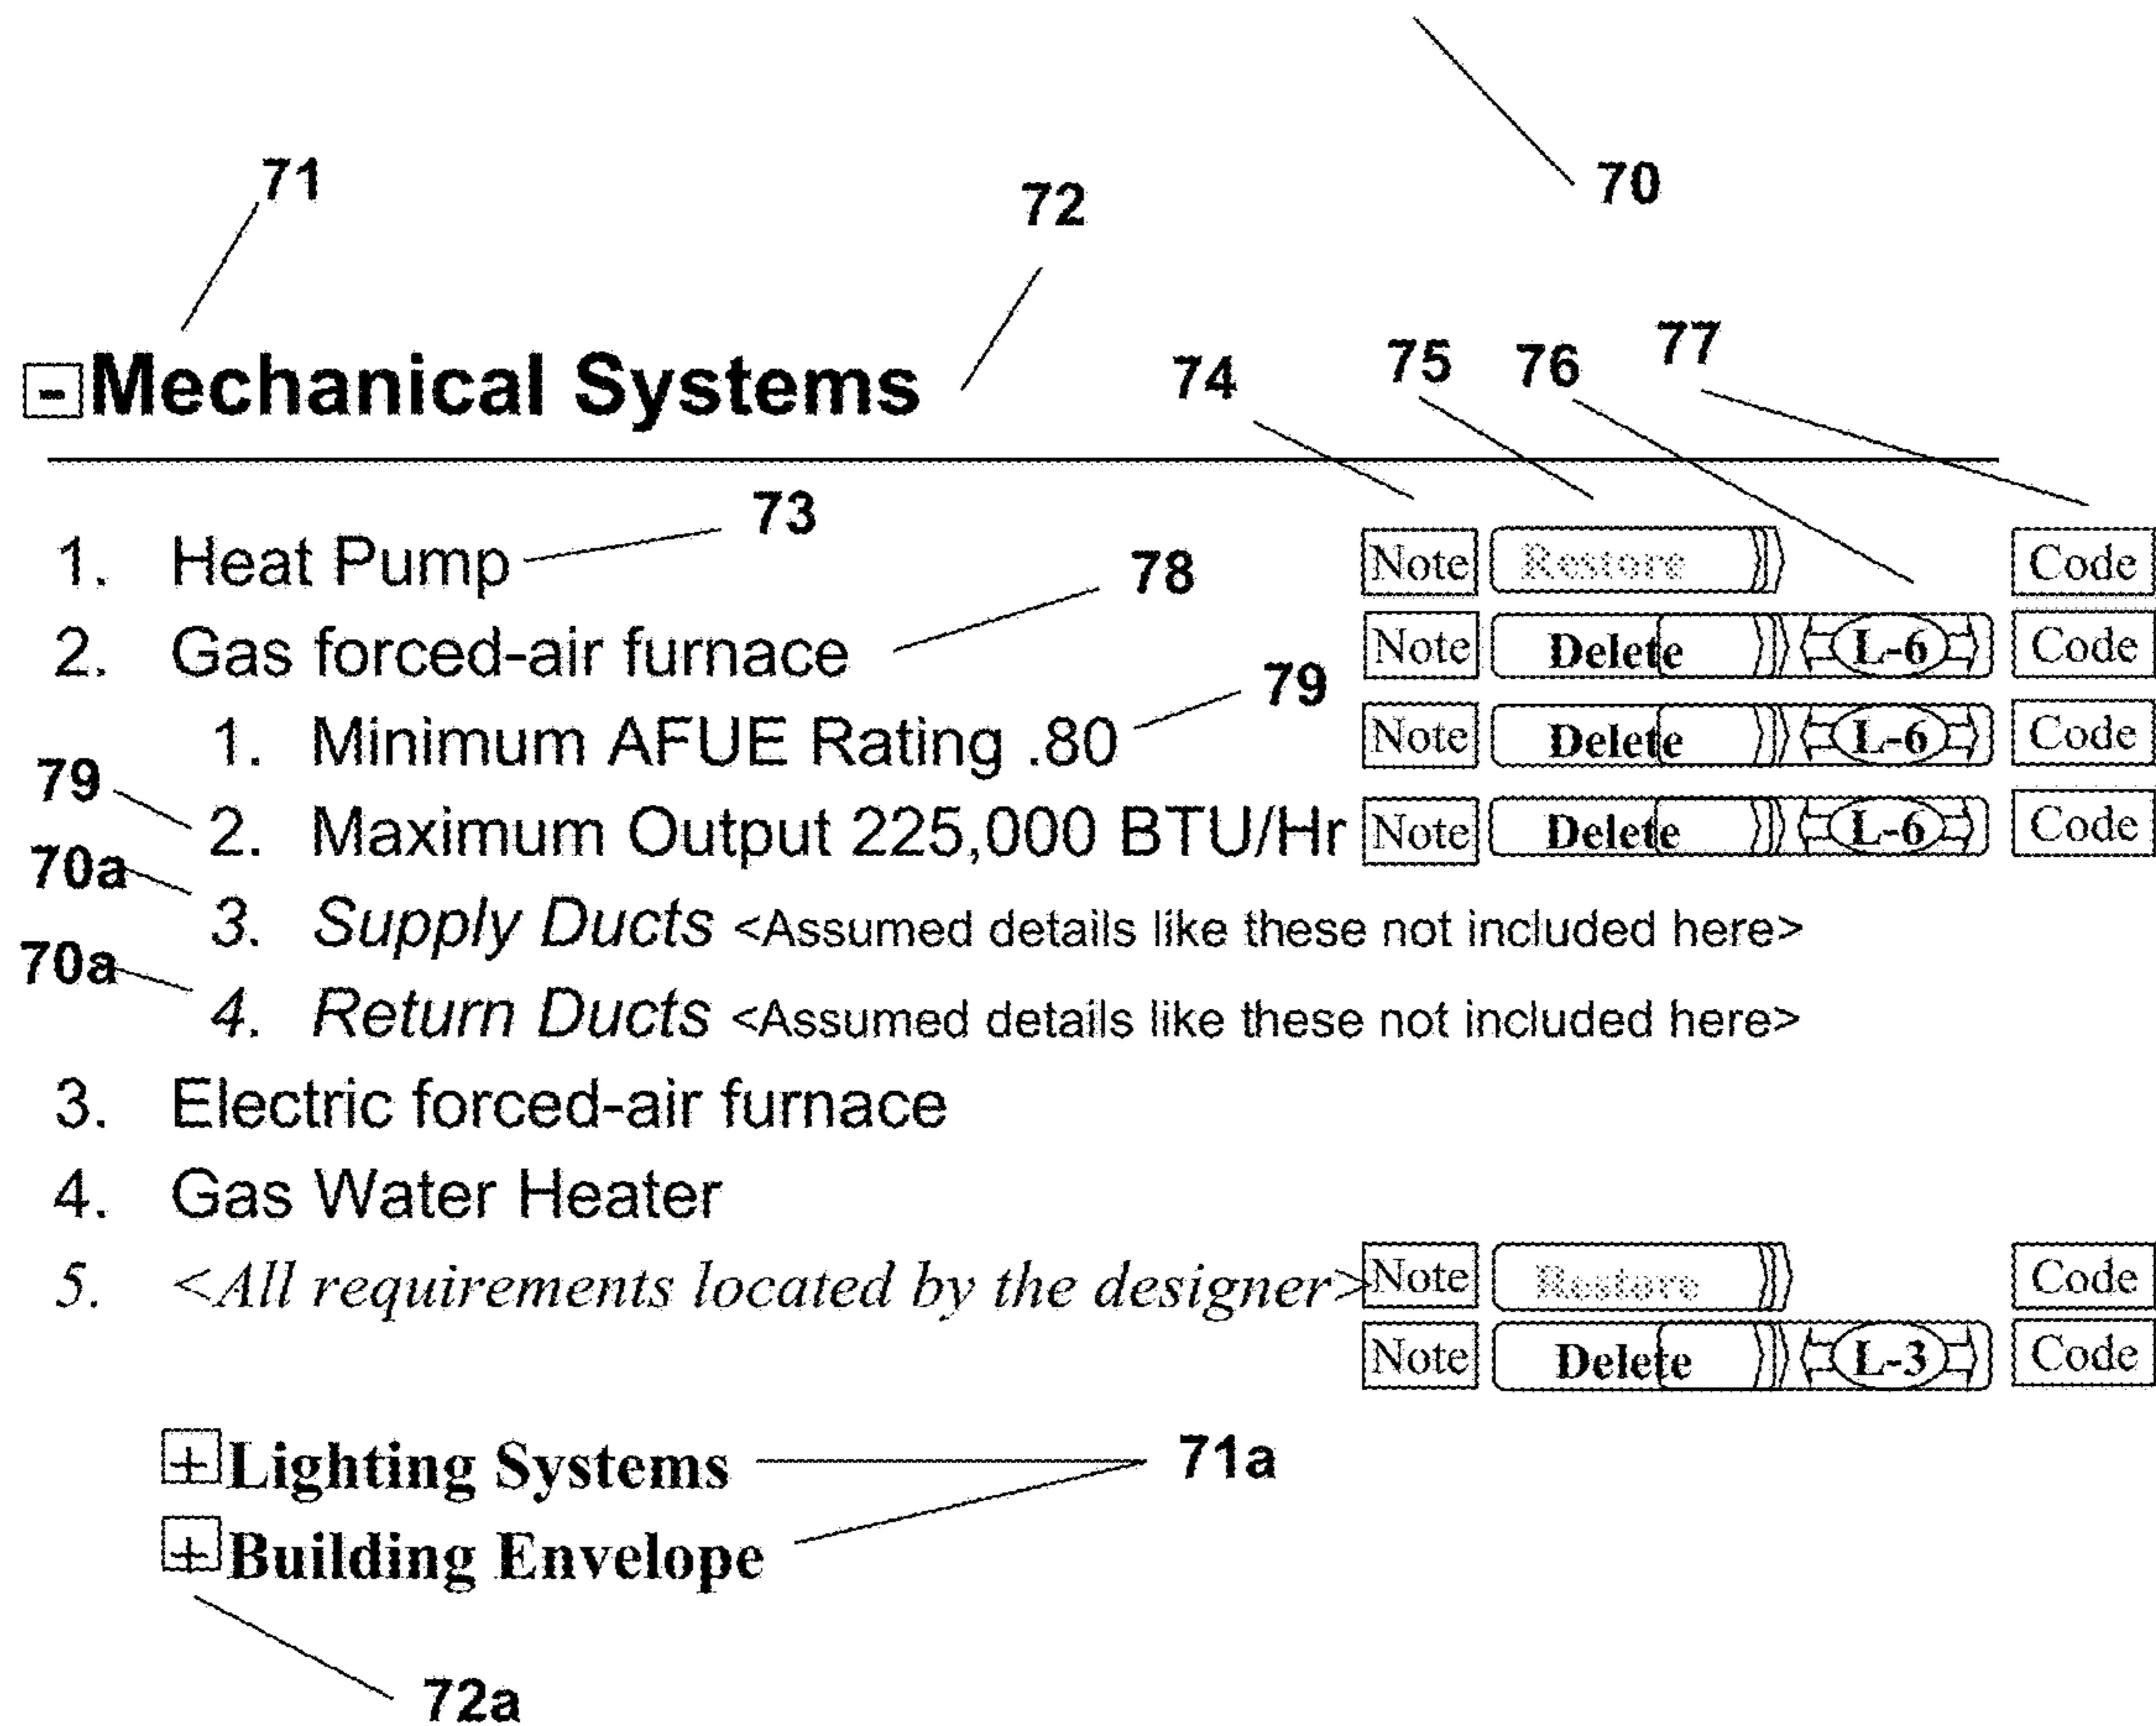 70
71
72
- Mechanical Systems
74 75 76 77
73
1. Heat Pump Note Restore Code
78
2. Gas forced-air furnace Note Delete L-6 Code
79
1. Minimum AFUE Rating .80 Note Delete L-6 Code
79
2. Maximum Output 225,000 BTU/Hr Note Delete L-6 Code
70a
3. Supply Ducts <Assumed details like these not included here>
70a
4. Return Ducts <Assumed details like these not included here>
3. Electric forced-air furnace
4. Gas Water Heater
5. <All requirements located by the designer> Note Restore Code
Note Delete L-3 Code
+ Lighting Systems
71a
+ Building Envelope
72a